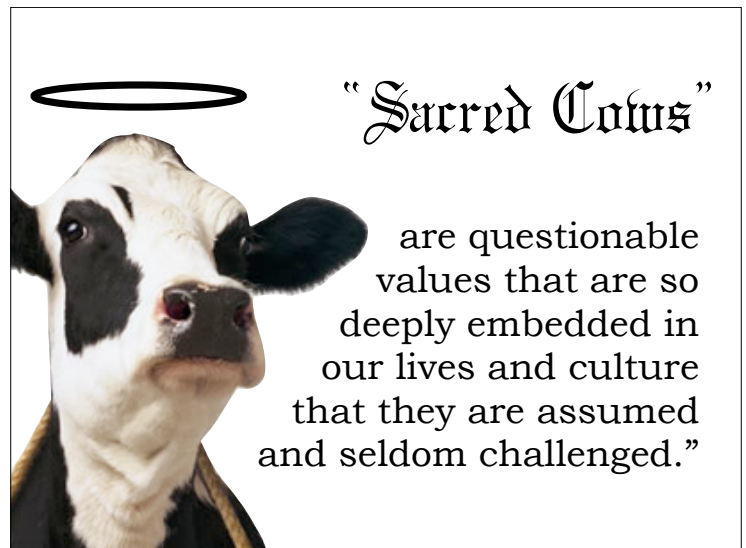 “Sacred Cows”
are questionable
values that are so
deeply embedded in
our lives and culture
that they are assumed
and seldom challenged.”